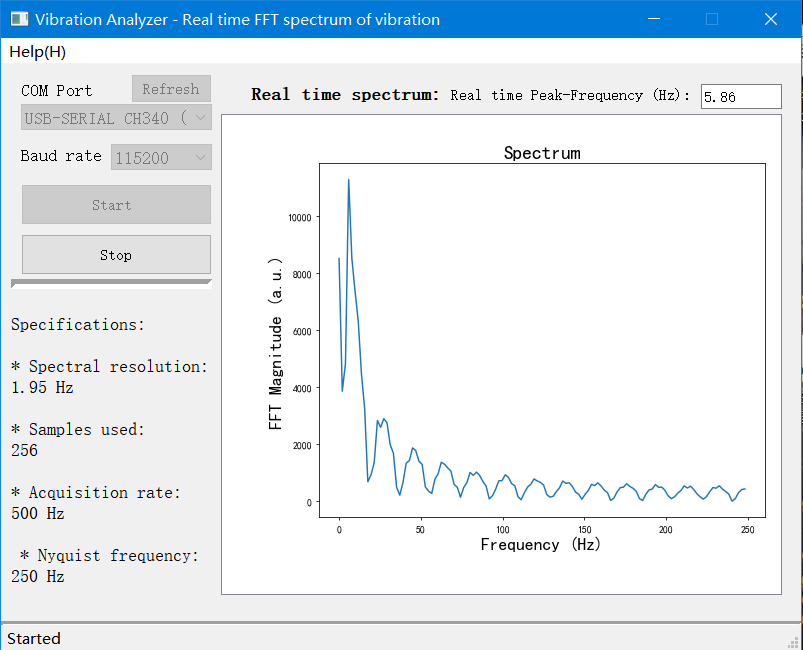 Vibration Analyzer - Real time FFT spectrum of vibration
Help(H)
COM Port
Refresh
USB-SERIAL CH340 (
Baud rate
115200
Start
Stop
Specifications:
* Spectral resolution:
1.95 Hz
* Samples used:
256
* Acquisition rate:
500 Hz
* Nyquist frequency:
250 Hz
Real time spectrum: Real time Peak-Frequency (Hz): 5.86
Spectrum
FFT Magnitude (a.u.)
10000
8000
6000
4000
2000
0
0 50 100 150 200 250
Frequency (Hz)
Started